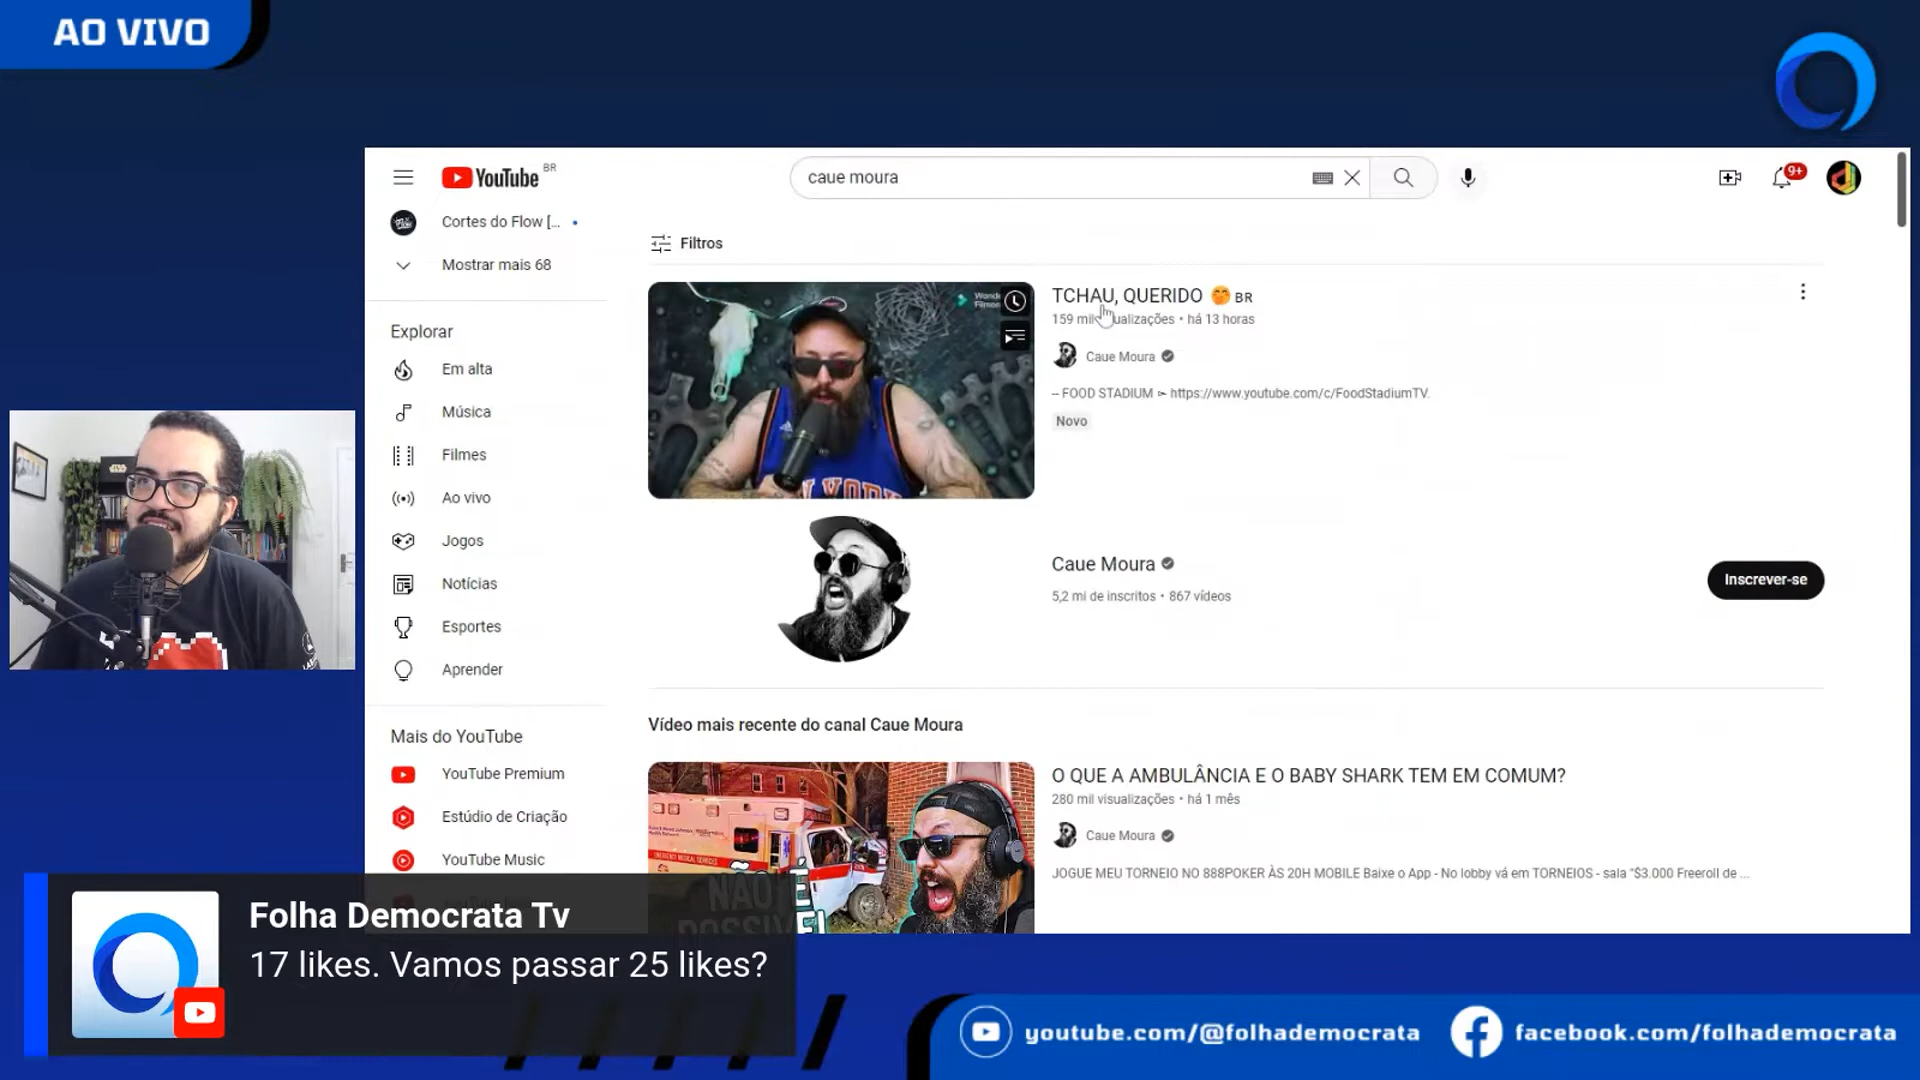 AO VIVO
YouTube BR
caue moura
9+
Cortes do Flow [...
Mostrar mais 68
Explorar
Em alta
Música
Filmes
Ao vivo
Jogos
Notícias
Esportes
Aprender
Mais do YouTube
YouTube Premium
Estúdio de Criação
YouTube Music
Filtros
TCHAU, QUERIDO 🤭 BR
159 mil visualizações • há 13 horas
Caue Moura
-- FOOD STADIUM ⪼ https://www.youtube.com/c/FoodStadiumTV.
Novo
Caue Moura
5,2 mi de inscritos • 867 vídeos
Inscrever-se
Vídeo mais recente do canal Caue Moura
O QUE A AMBULÂNCIA E O BABY SHARK TEM EM COMUM?
280 mil visualizações • há 1 mês
Caue Moura
JOGUE MEU TORNEIO NO 888POKER ÀS 20H MOBILE Baixe o App - No lobby vá em TORNEIOS - sala "$3.000 Freeroll de ...
NÃO É
Folha Democrata Tv
17 likes. Vamos passar 25 likes?
youtube.com/@folhademocrata
facebook.com/folhademocrata